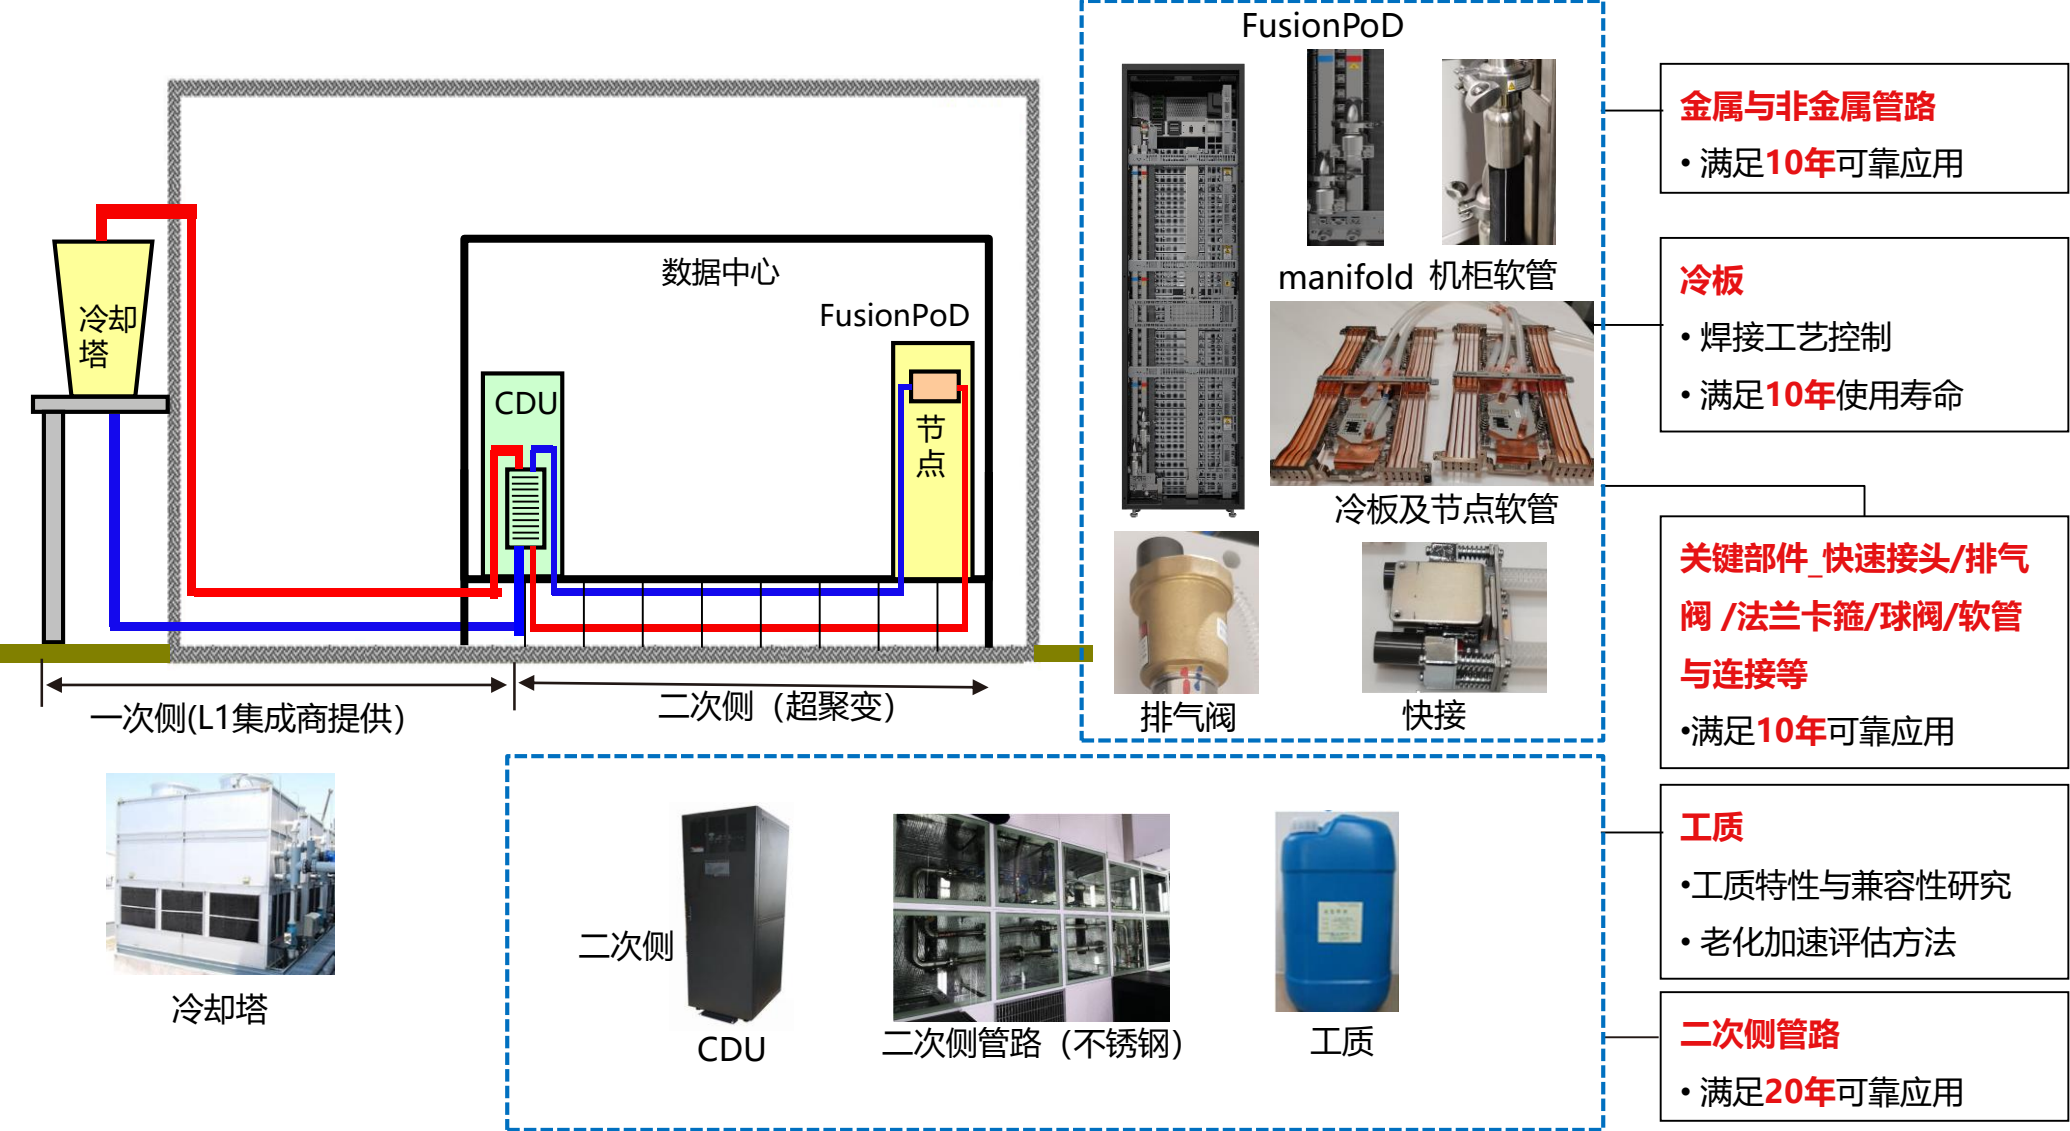 FusionPoD
manifold
机柜软管
冷板及节点软管
排气阀
快接
数据中心
FusionPoD
冷却
塔
CDU
节
点
一次侧(L1集成商提供)
二次侧（超聚变）
冷却塔
二次侧
CDU
二次侧管路（不锈钢）
工质
金属与非金属管路
• 满足10年可靠应用
冷板
• 焊接工艺控制
• 满足10年使用寿命
关键部件_快速接头/排气
阀 /法兰卡箍/球阀/软管
与连接等
•满足10年可靠应用
工质
•工质特性与兼容性研究
• 老化加速评估方法
二次侧管路
• 满足20年可靠应用